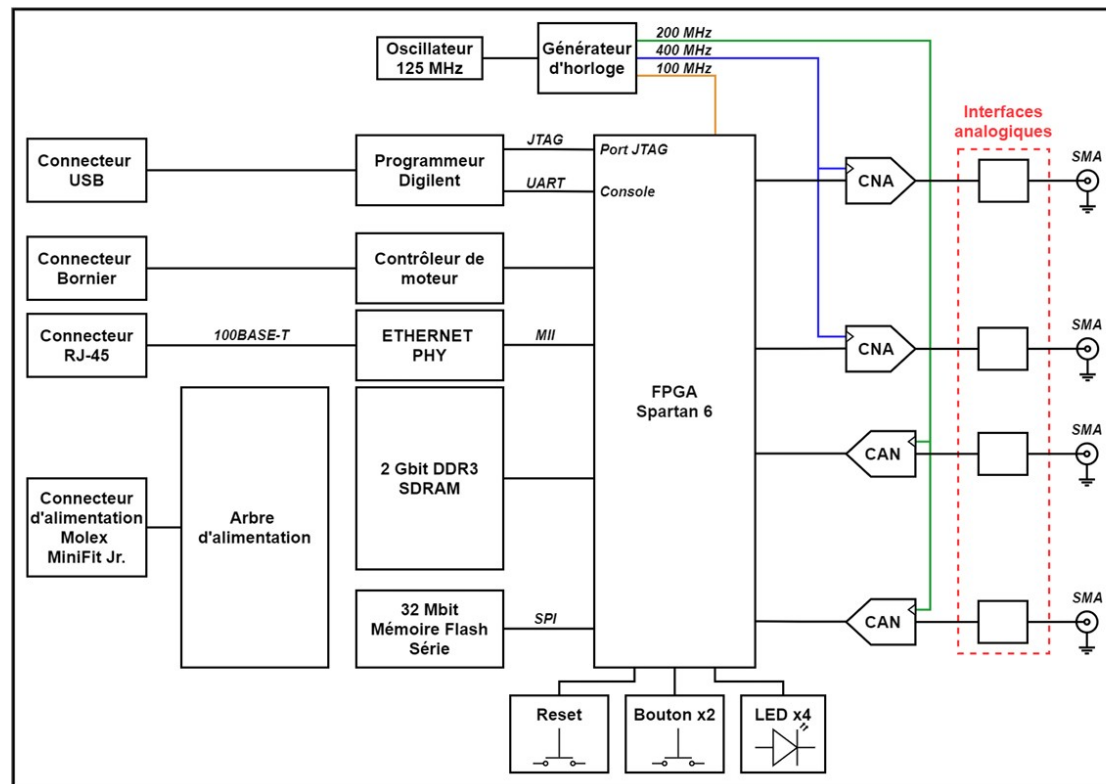 200 MHz
400 MHz
100 MHz
Oscillateur
125 MHz
Générateur
d'horloge
Interfaces
analogiques
Connecteur
USB
Programmeur
Digilent
JTAG
UART
Port JTAG
Console
CNA
SMA
Connecteur
Bornier
Contrôleur de
moteur
Connecteur
RJ-45
100BASE-T
ETHERNET
PHY
MII
CNA
SMA
FPGA
Spartan 6
CAN
SMA
2 Gbit DDR3
SDRAM
Connecteur
d'alimentation
Molex
MiniFit Jr.
Arbre
d'alimentation
32 Mbit
Mémoire Flash
Série
SPI
CAN
SMA
Reset
Bouton x2
LED x4